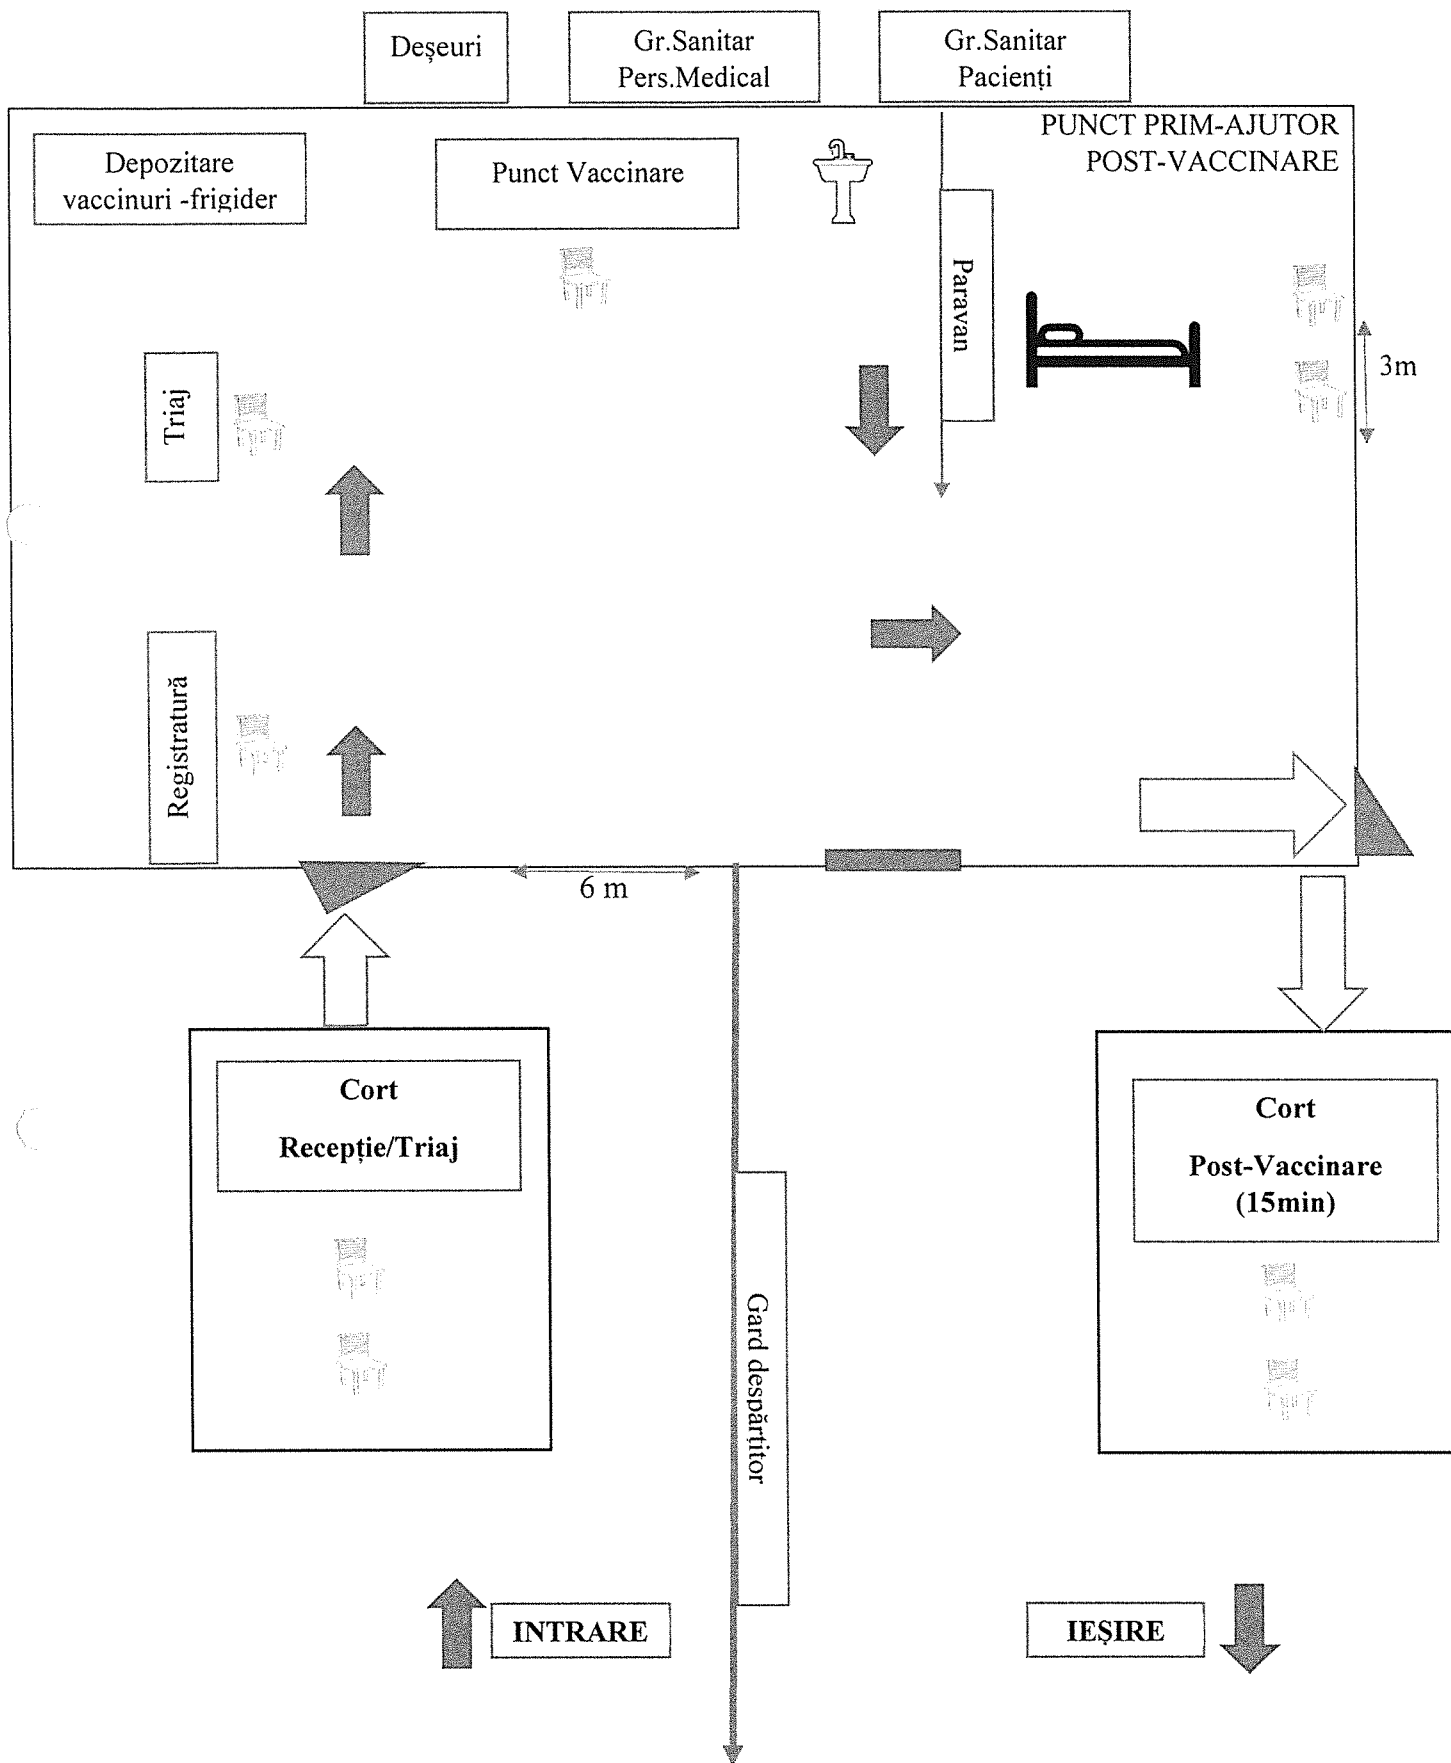 Deșeuri
Gr.Sanitar
Pers.Medical
Gr.Sanitar
Pacienți
PUNCT PRIM-AJUTOR
POST-VACCINARE
Depozitare
vaccinuri -frigider
Punct Vaccinare
Paravan
3m
Triaj
Registratură
6 m
Cort
Recepție/Triaj
Cort
Post-Vaccinare
(15min)
Gard despărțitor
INTRARE
IEȘIRE